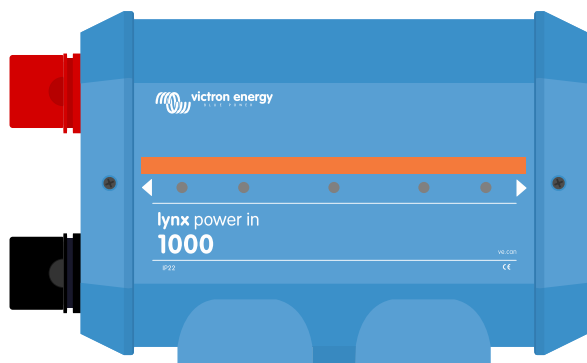 victron energy
BLUE POWER
lynx power in
1000
ve.can
IP22
CE